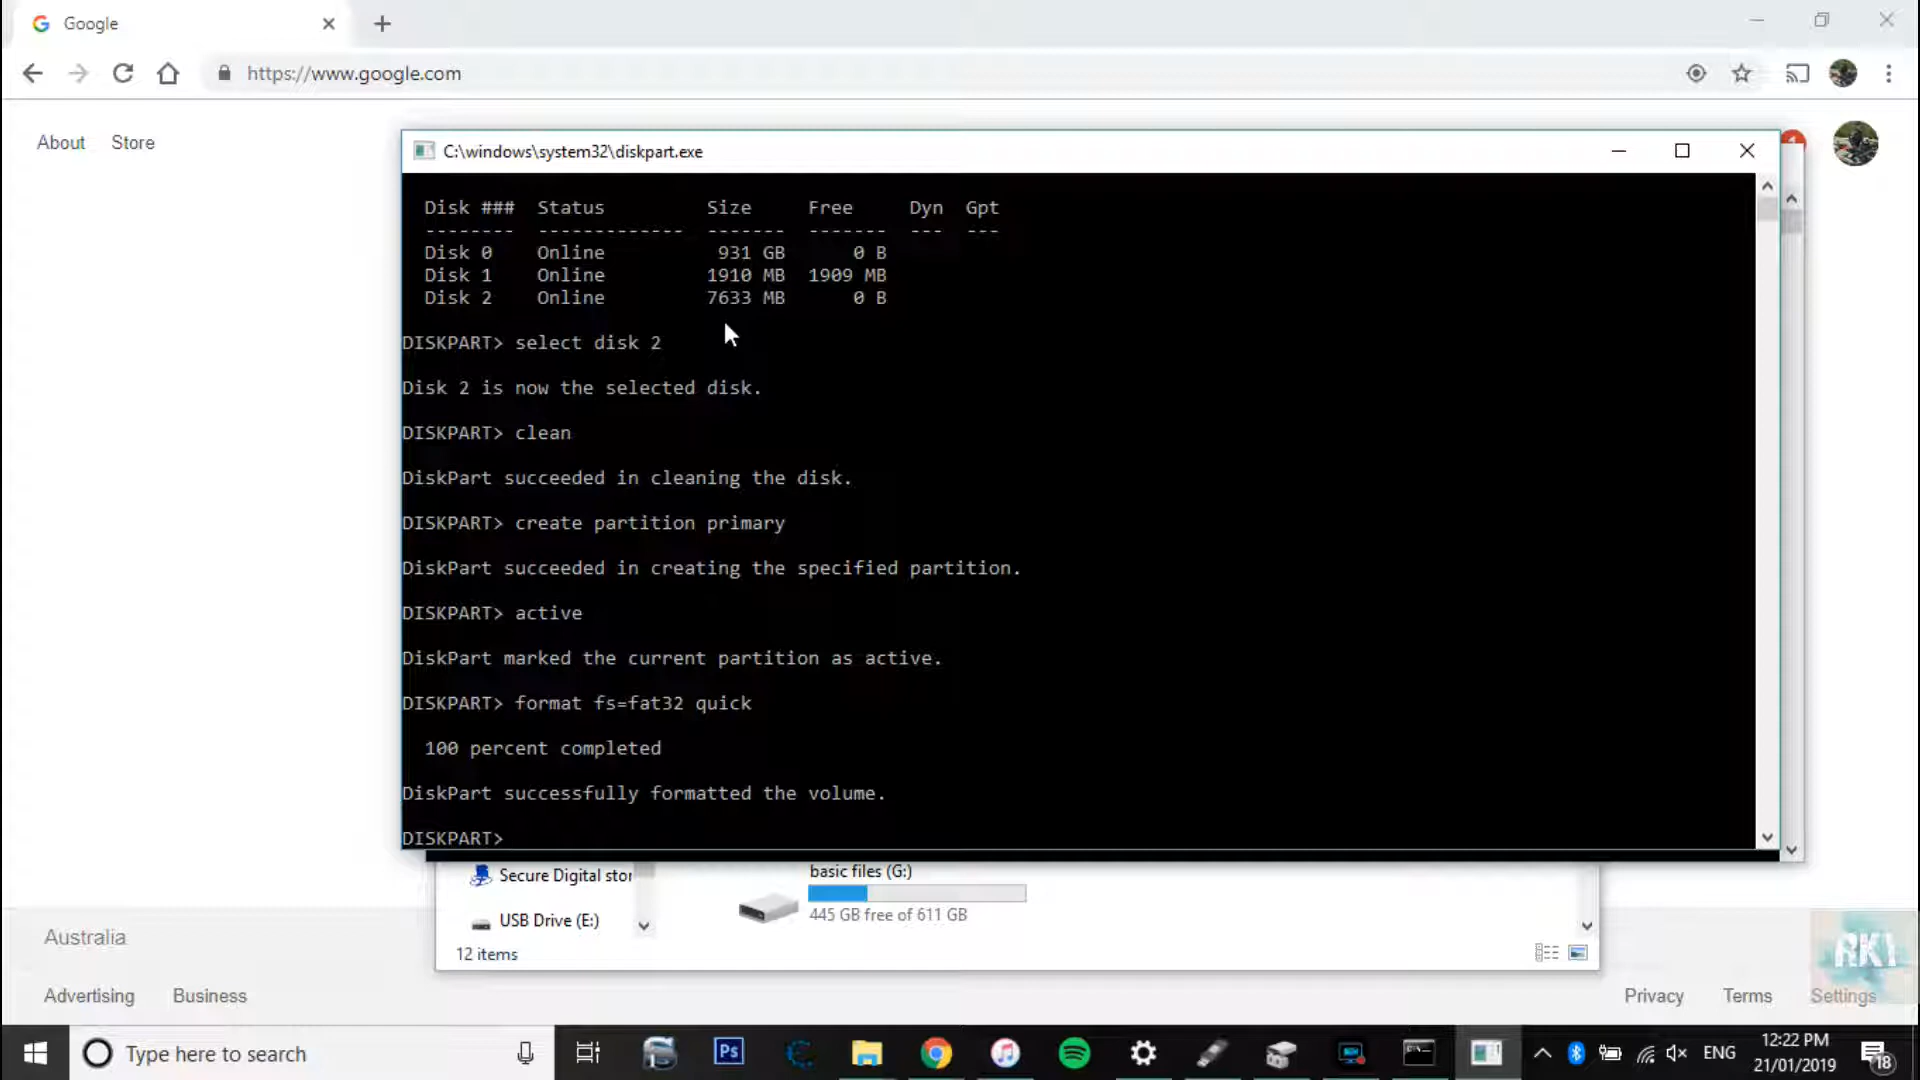 Google
https://www.google.com
About Store
C:\windows\system32\diskpart.exe
Disk ### Status Size Free Dyn Gpt
-------- ------------- ------- ------- --- ---
Disk 0 Online 931 GB 0 B
Disk 1 Online 1910 MB 1909 MB
Disk 2 Online 7633 MB 0 B
DISKPART> select disk 2
Disk 2 is now the selected disk.
DISKPART> clean
DiskPart succeeded in cleaning the disk.
DISKPART> create partition primary
DiskPart succeeded in creating the specified partition.
DISKPART> active
DiskPart marked the current partition as active.
DISKPART> format fs=fat32 quick
100 percent completed
DiskPart successfully formatted the volume.
DISKPART>
Secure Digital stor
USB Drive (E:)
basic files (G:)
445 GB free of 611 GB
12 items
Australia
Advertising Business
Privacy Terms Settings
RKI
Type here to search
Ps
ENG
12:22 PM
21/01/2019
18